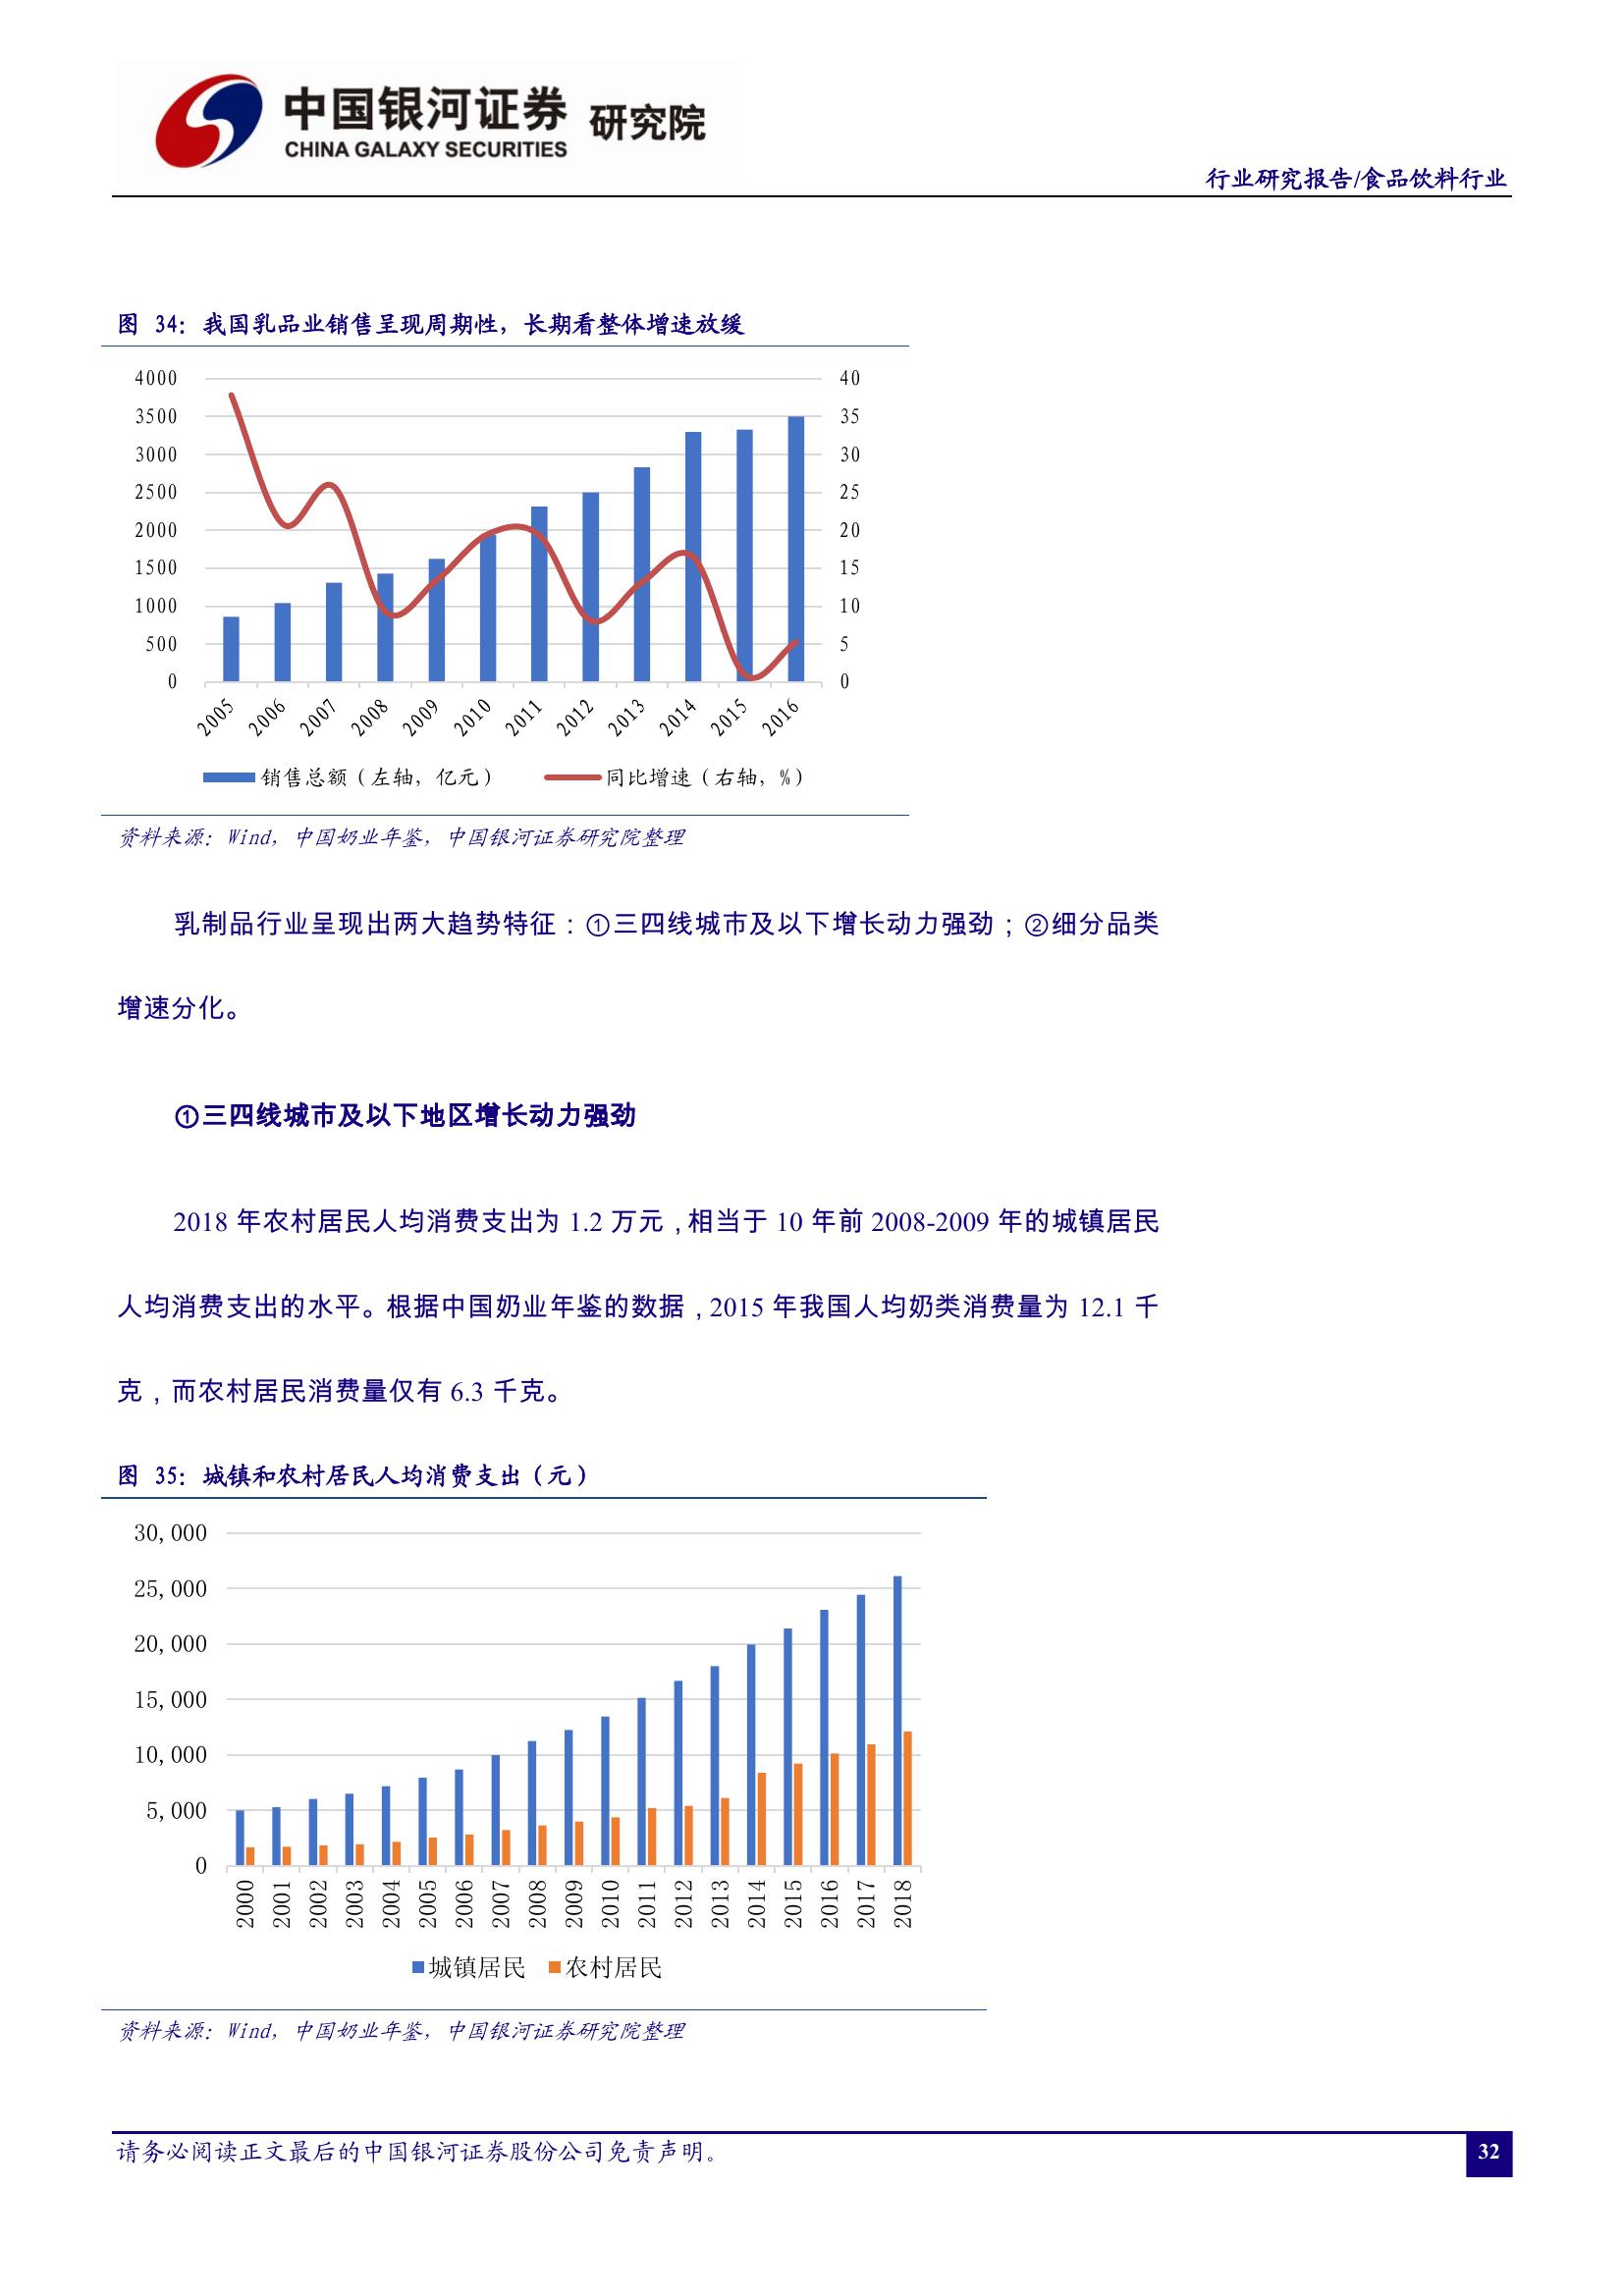 中国银河证券 研究院
CHINA GALAXY SECURITIES
行业研究报告/食品饮料行业
图 34：我国乳品业销售呈现周期性，长期看整体增速放缓
4000 40
3500 35
3000 30
2500 25
2000 20
1500 15
1000 10
500 5
0 0
2005 2006 2007 2008 2009 2010 2011 2012 2013 2014 2015 2016
销售总额（左轴，亿元） 同比增速（右轴，%）
资料来源：Wind，中国奶业年鉴，中国银河证券研究院整理
乳制品行业呈现出两大趋势特征：①三四线城市及以下增长动力强劲；②细分品类
增速分化。
①三四线城市及以下地区增长动力强劲
2018 年农村居民人均消费支出为 1.2 万元，相当于 10 年前 2008-2009 年的城镇居民
人均消费支出的水平。根据中国奶业年鉴的数据，2015 年我国人均奶类消费量为 12.1 千
克，而农村居民消费量仅有 6.3 千克。
图 35：城镇和农村居民人均消费支出（元）
30,000
25,000
20,000
15,000
10,000
5,000
0
2000 2001 2002 2003 2004 2005 2006 2007 2008 2009 2010 2011 2012 2013 2014 2015 2016 2017 2018
城镇居民 农村居民
资料来源：Wind，中国奶业年鉴，中国银河证券研究院整理
请务必阅读正文最后的中国银河证券股份公司免责声明。
32